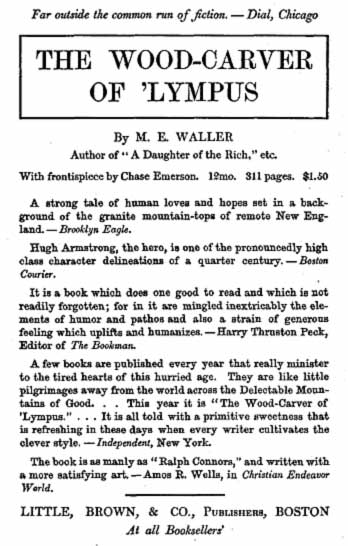 Far outside the common run of fiction. — Dial, Chicago
THE WOOD-CARVER
OF 'LYMPUS
By M. E. WALLER
Author of "A Daughter of the Rich," etc.
With frontispiece by Chase Emerson. 12mo. 311 pages. $1.50
A strong tale of human loves and hopes set in a back-
ground of the granite mountain-tops of remote New Eng-
land. — Brooklyn Eagle.
Hugh Armstrong, the hero, is one of the pronouncedly high
class character delineations of a quarter century. — Boston
Courier.
It is a book which does one good to read and which is not
readily forgotten; for in it are mingled inextricably the ele-
ments of humor and pathos and also a strain of generous
feeling which uplifts and humanizes. — Harry Thruston Peck,
Editor of The Bookman.
A few books are published every year that really minister
to the tired hearts of this hurried age. They are like little
pilgrimages away from the world across the Delectable Moun-
tains of Good. . . . This year it is "The Wood-Carver of
'Lympus." . . . It is all told with a primitive sweetness that
is refreshing in these days when every writer cultivates the
clever style. — Independent, New York.
The book is as manly as "Ralph Connors," and written with
a more satisfying art. — Amos R. Wells, in Christian Endeavor
World.
LITTLE, BROWN, & CO., PUBLISHERS, BOSTON
At all Booksellers'